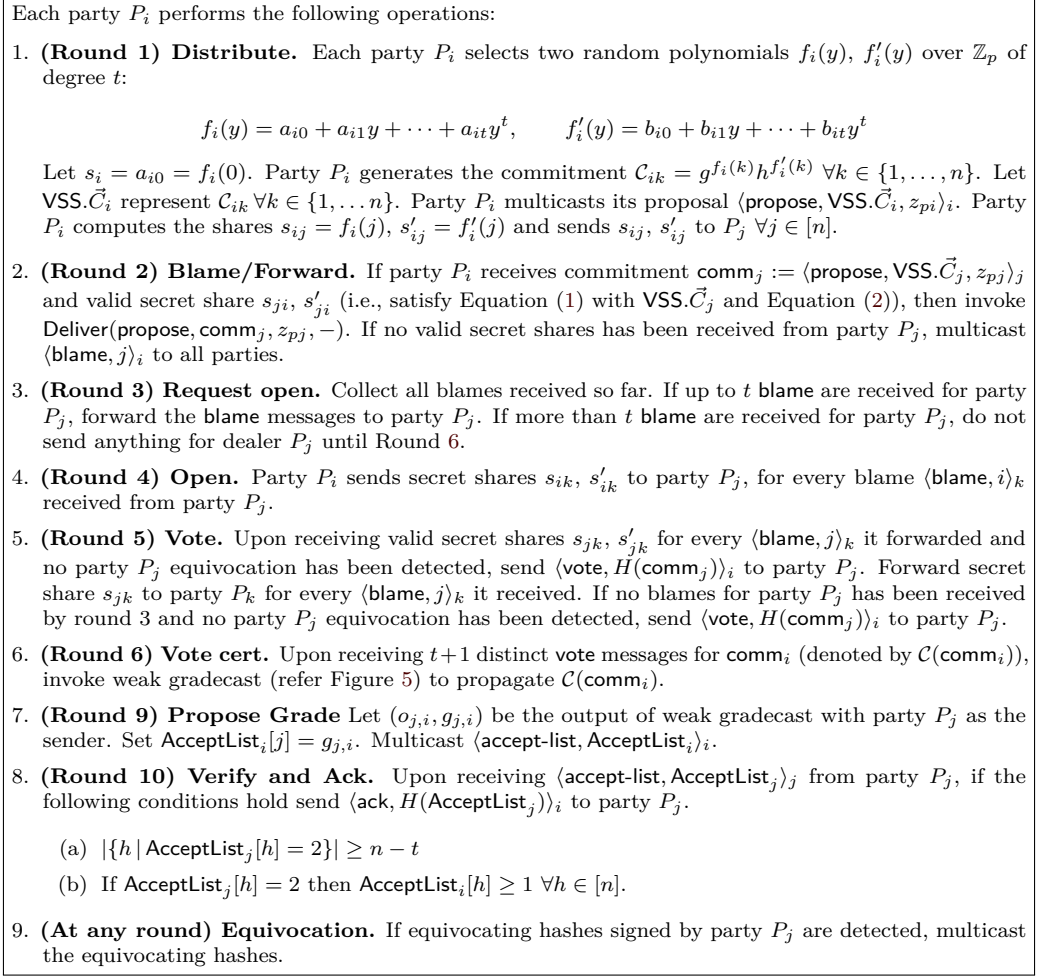 Each party P_i performs the following operations:
1. (Round 1) Distribute. Each party P_i selects two random polynomials f_i(y), f'_i(y) over ℤ_p of
degree t:
f_i(y) = a_{i0} + a_{i1}y + ··· + a_{it}y^t,    f'_i(y) = b_{i0} + b_{i1}y + ··· + b_{it}y^t
Let s_i = a_{i0} = f_i(0). Party P_i generates the commitment 𝒞_{ik} = g^{f_i(k)}h^{f'_i(k)} ∀k ∈ {1, . . . , n}. Let
VSS.C⃗_i represent 𝒞_{ik} ∀k ∈ {1, . . . n}. Party P_i multicasts its proposal ⟨propose, VSS.C⃗_i, z_{pi}⟩_i. Party
P_i computes the shares s_{ij} = f_i(j), s'_{ij} = f'_i(j) and sends s_{ij}, s'_{ij} to P_j ∀j ∈ [n].
2. (Round 2) Blame/Forward. If party P_i receives commitment comm_j := ⟨propose, VSS.C⃗_j, z_{pj}⟩_j
and valid secret share s_{ji}, s'_{ji} (i.e., satisfy Equation (1) with VSS.C⃗_j and Equation (2)), then invoke
Deliver(propose, comm_j, z_{pj}, −). If no valid secret shares has been received from party P_j, multicast
⟨blame, j⟩_i to all parties.
3. (Round 3) Request open. Collect all blames received so far. If up to t blame are received for party
P_j, forward the blame messages to party P_j. If more than t blame are received for party P_j, do not
send anything for dealer P_j until Round 6.
4. (Round 4) Open. Party P_i sends secret shares s_{ik}, s'_{ik} to party P_j, for every blame ⟨blame, i⟩_k
received from party P_j.
5. (Round 5) Vote. Upon receiving valid secret shares s_{jk}, s'_{jk} for every ⟨blame, j⟩_k it forwarded and
no party P_j equivocation has been detected, send ⟨vote, H(comm_j)⟩_i to party P_j. Forward secret
share s_{jk} to party P_k for every ⟨blame, j⟩_k it received. If no blames for party P_j has been received
by round 3 and no party P_j equivocation has been detected, send ⟨vote, H(comm_j)⟩_i to party P_j.
6. (Round 6) Vote cert. Upon receiving t+1 distinct vote messages for comm_i (denoted by 𝒞(comm_i)),
invoke weak gradecast (refer Figure 5) to propagate 𝒞(comm_i).
7. (Round 9) Propose Grade Let (o_{j,i}, g_{j,i}) be the output of weak gradecast with party P_j as the
sender. Set AcceptList_i[j] = g_{j,i}. Multicast ⟨accept-list, AcceptList_i⟩_i.
8. (Round 10) Verify and Ack. Upon receiving ⟨accept-list, AcceptList_j⟩_j from party P_j, if the
following conditions hold send ⟨ack, H(AcceptList_j)⟩_i to party P_j.
(a) |{h | AcceptList_j[h] = 2}| ≥ n − t
(b) If AcceptList_j[h] = 2 then AcceptList_i[h] ≥ 1 ∀h ∈ [n].
9. (At any round) Equivocation. If equivocating hashes signed by party P_j are detected, multicast
the equivocating hashes.